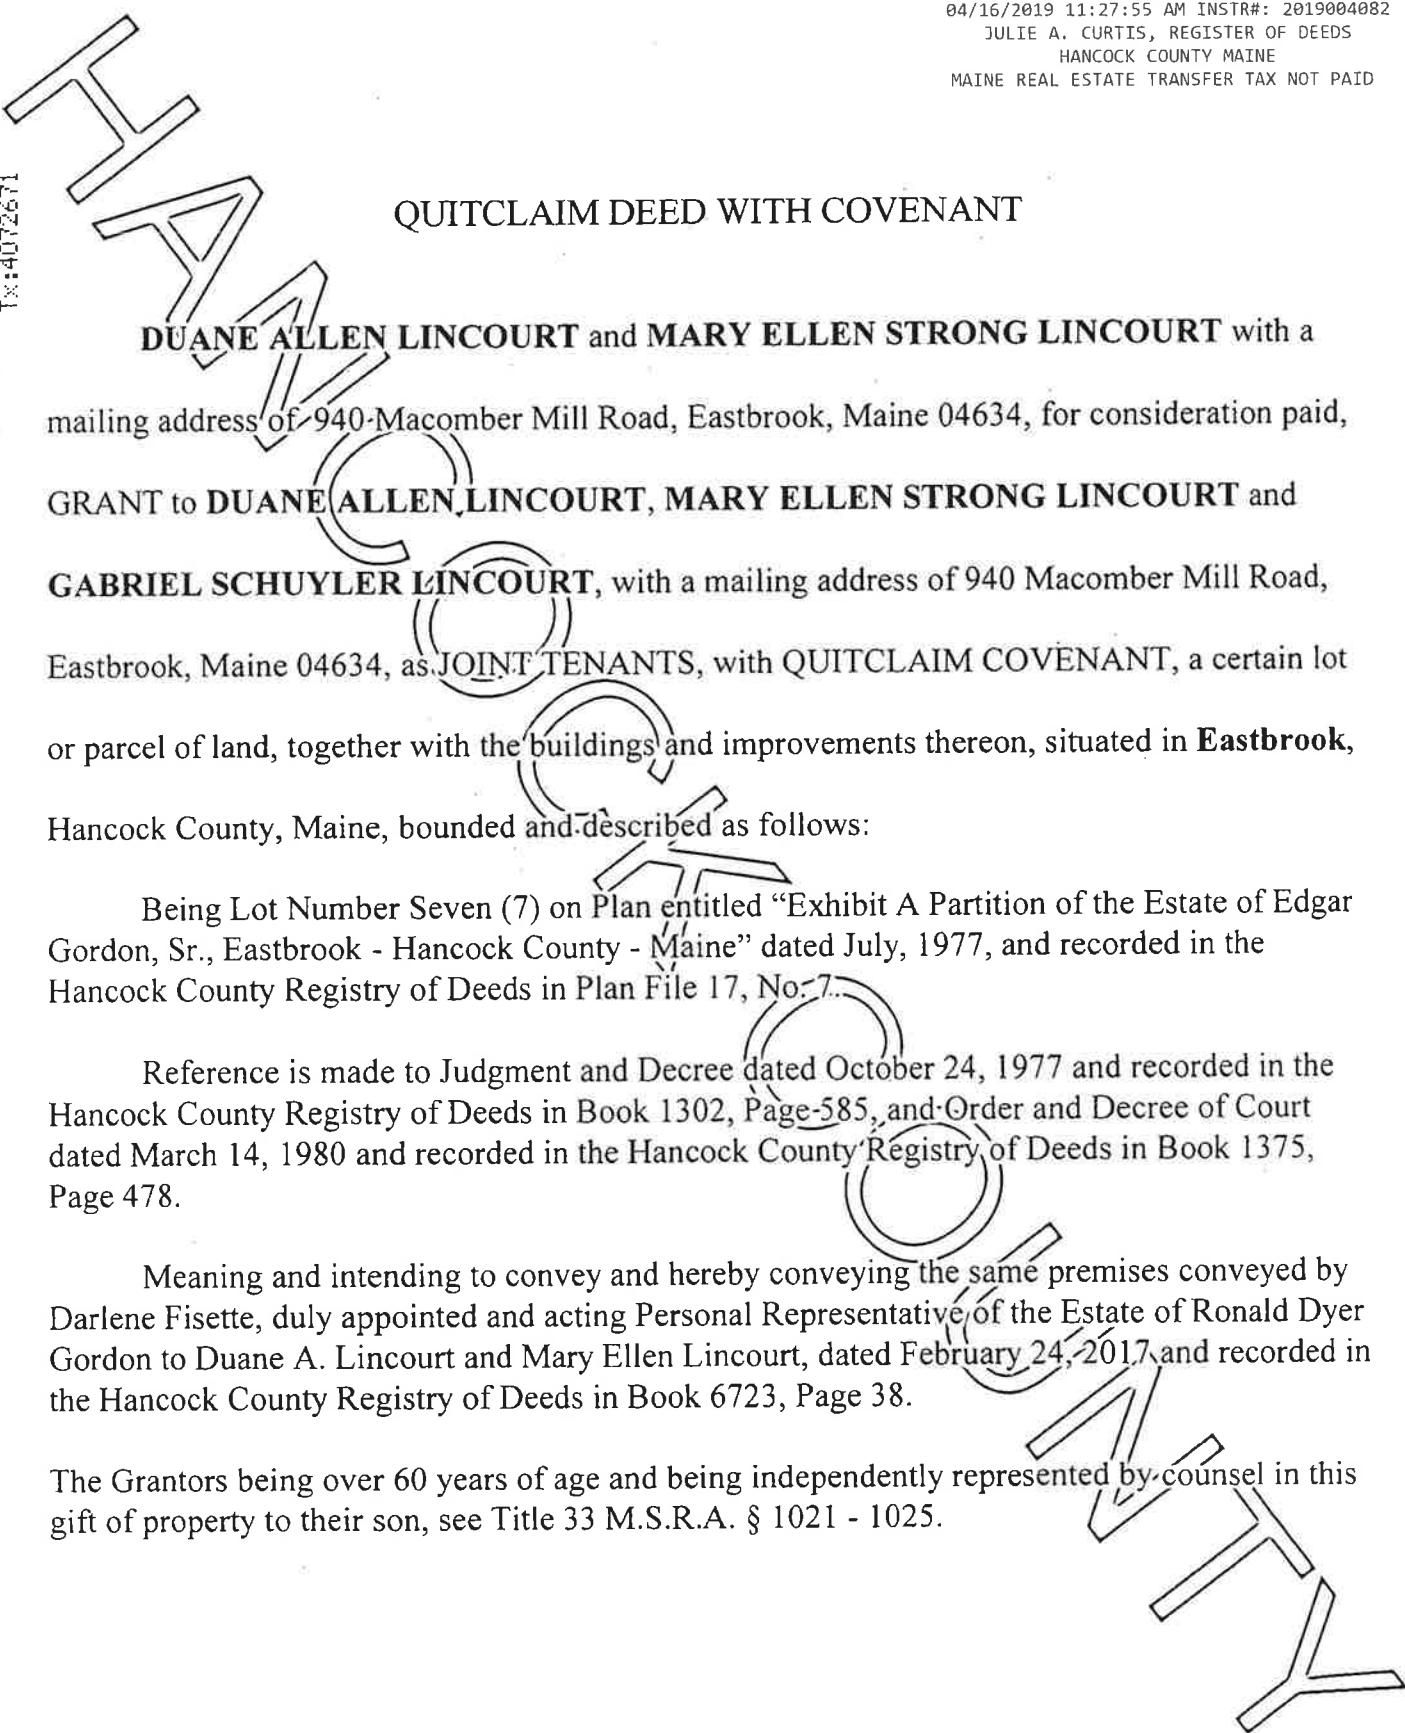 04/16/2019 11:27:55 AM INSTR#: 2019004082
JULIE A. CURTIS, REGISTER OF DEEDS
HANCOCK COUNTY MAINE
MAINE REAL ESTATE TRANSFER TAX NOT PAID
Tx:4072671
HANCOCK COUNTY
QUITCLAIM DEED WITH COVENANT
DUANE ALLEN LINCOURT and MARY ELLEN STRONG LINCOURT with a
mailing address of 940 Macomber Mill Road, Eastbrook, Maine 04634, for consideration paid,
GRANT to DUANE ALLEN LINCOURT, MARY ELLEN STRONG LINCOURT and
GABRIEL SCHUYLER LINCOURT, with a mailing address of 940 Macomber Mill Road,
Eastbrook, Maine 04634, as JOINT TENANTS, with QUITCLAIM COVENANT, a certain lot
or parcel of land, together with the buildings and improvements thereon, situated in Eastbrook,
Hancock County, Maine, bounded and described as follows:
Being Lot Number Seven (7) on Plan entitled “Exhibit A Partition of the Estate of Edgar
Gordon, Sr., Eastbrook - Hancock County - Maine” dated July, 1977, and recorded in the
Hancock County Registry of Deeds in Plan File 17, No. 7.
Reference is made to Judgment and Decree dated October 24, 1977 and recorded in the
Hancock County Registry of Deeds in Book 1302, Page 585, and Order and Decree of Court
dated March 14, 1980 and recorded in the Hancock County Registry of Deeds in Book 1375,
Page 478.
Meaning and intending to convey and hereby conveying the same premises conveyed by
Darlene Fisette, duly appointed and acting Personal Representative of the Estate of Ronald Dyer
Gordon to Duane A. Lincourt and Mary Ellen Lincourt, dated February 24, 2017 and recorded in
the Hancock County Registry of Deeds in Book 6723, Page 38.
The Grantors being over 60 years of age and being independently represented by counsel in this
gift of property to their son, see Title 33 M.S.R.A. § 1021 - 1025.